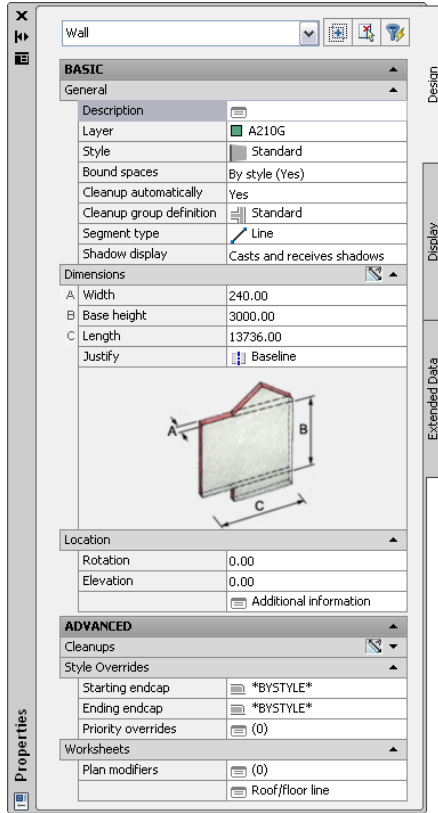 Wall
BASIC
General
Description
Layer A210G
Style Standard
Bound spaces By style (Yes)
Cleanup automatically Yes
Cleanup group definition Standard
Segment type Line
Shadow display Casts and receives shadows
Dimensions
A Width 240.00
B Base height 3000.00
C Length 13736.00
Justify Baseline
A B C
Location
Rotation 0.00
Elevation 0.00
Additional information
ADVANCED
Cleanups
Style Overrides
Starting endcap *BYSTYLE*
Ending endcap *BYSTYLE*
Priority overrides (0)
Worksheets
Plan modifiers (0)
Roof/floor line
Properties
Design
Display
Extended Data